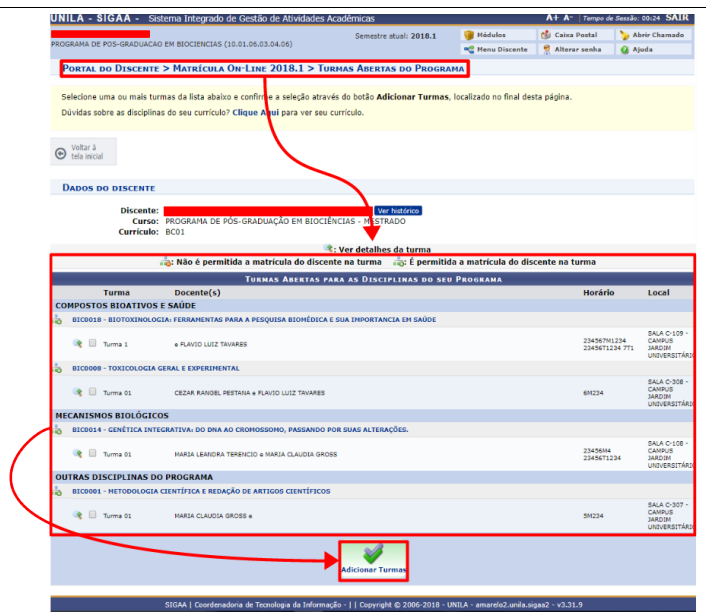 UNILA - SIGAA - Sistema Integrado de Gestão de Atividades Acadêmicas
A+ A- | Tempo de Sessão: 00:24 SAIR
PROGRAMA DE POS-GRADUACAO EM BIOCIENCIAS (10.01.06.03.04.06)
Semestre atual: 2018.1
Módulos
Caixa Postal
Abrir Chamado
Menu Discente
Alterar senha
Ajuda
PORTAL DO DISCENTE > MATRÍCULA ON-LINE 2018.1 > TURMAS ABERTAS DO PROGRAMA
Selecione uma ou mais turmas da lista abaixo e confirme a seleção através do botão Adicionar Turmas, localizado no final desta página.
Dúvidas sobre as disciplinas do seu currículo? Clique Aqui para ver seu currículo.
Voltar à
tela inicial
DADOS DO DISCENTE
Discente:
Ver histórico
Curso: PROGRAMA DE PÓS-GRADUAÇÃO EM BIOCIÊNCIAS - MESTRADO
Currículo: BC01
: Ver detalhes da turma
: Não é permitida a matrícula do discente na turma : É permitida a matrícula do discente na turma
TURMAS ABERTAS PARA AS DISCIPLINAS DO SEU PROGRAMA
Turma Docente(s) Horário Local
COMPOSTOS BIOATIVOS E SAÚDE
BIC0018 - BIOTOXINOLOGIA: FERRAMENTAS PARA A PESQUISA BIOMÉDICA E SUA IMPORTANCIA EM SAÚDE
Turma 1 e FLAVIO LUIZ TAVARES
234567M1234
23456T1234 7T1
SALA C-109 -
CAMPUS
JARDIM
UNIVERSITÁRIO
BIC0008 - TOXICOLOGIA GERAL E EXPERIMENTAL
Turma 01 CEZAR RANGEL PESTANA e FLAVIO LUIZ TAVARES 6M234
SALA C-308 -
CAMPUS
JARDIM
UNIVERSITÁRIO
MECANISMOS BIOLÓGICOS
BIC0014 - GENÉTICA INTEGRATIVA: DO DNA AO CROMOSSOMO, PASSANDO POR SUAS ALTERAÇÕES.
Turma 01 MARIA LEANDRA TERENCIO e MARIA CLAUDIA GROSS
23456M4
23456T1234
SALA C-108 -
CAMPUS
JARDIM
UNIVERSITÁRIO
OUTRAS DISCIPLINAS DO PROGRAMA
BIC0001 - METODOLOGIA CIENTÍFICA E REDAÇÃO DE ARTIGOS CIENTÍFICOS
Turma 01 MARIA CLAUDIA GROSS e 5M234
SALA C-307 -
CAMPUS
JARDIM
UNIVERSITÁRIO
Adicionar Turmas
SIGAA | Coordenadoria de Tecnologia da Informação - | | Copyright © 2006-2018 - UNILA - amarelo2.unila.sigaa2 - v3.31.9